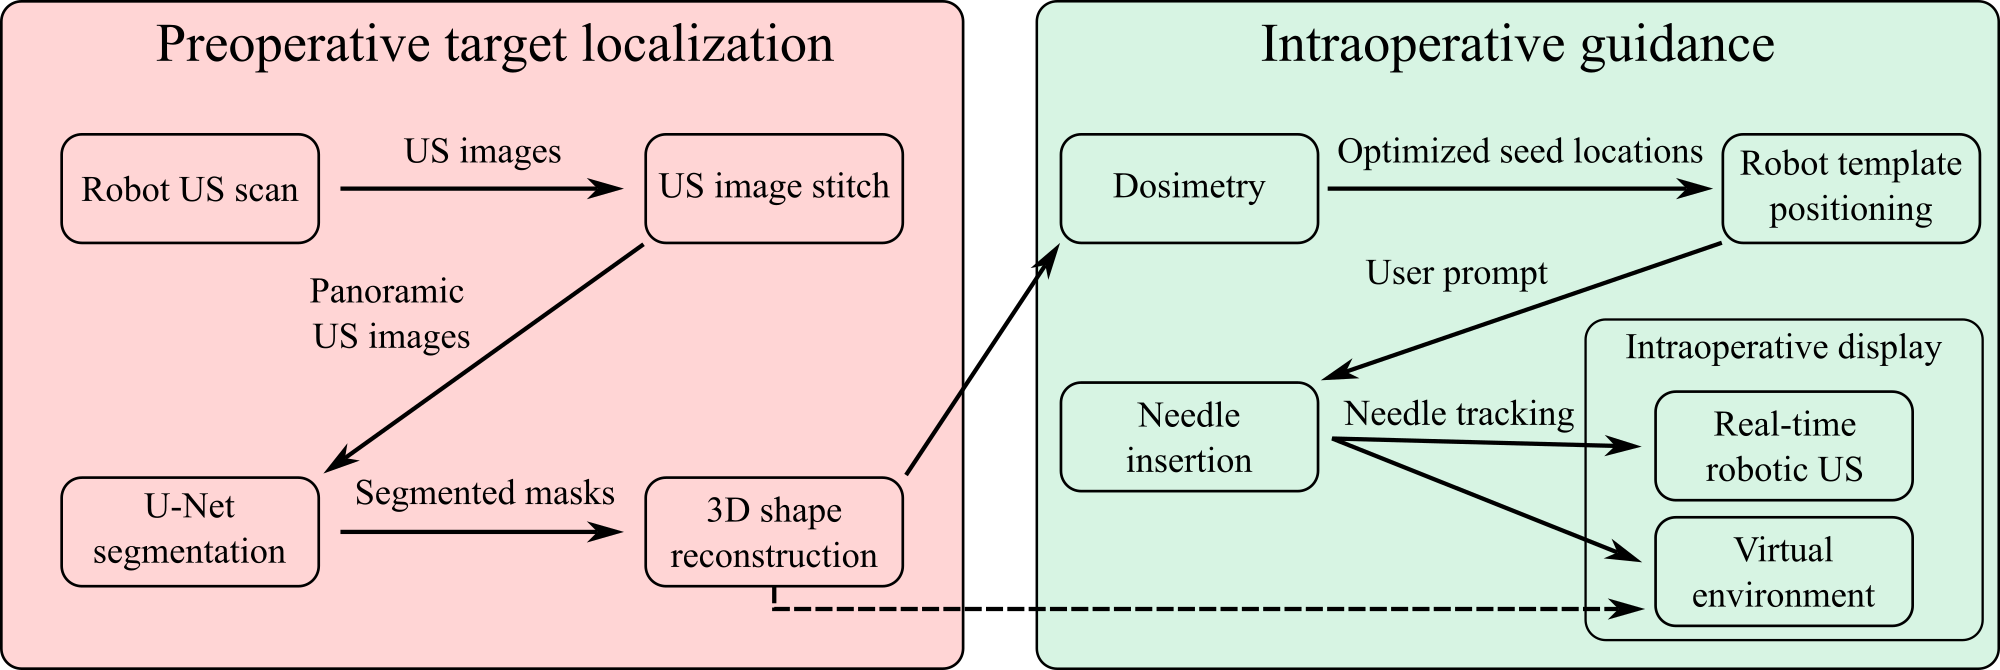 Preoperative target localization
Robot US scan
US images
US image stitch
Panoramic
US images
U-Net
segmentation
Segmented masks
3D shape
reconstruction
Intraoperative guidance
Dosimetry
Optimized seed locations
Robot template
positioning
User prompt
Needle
insertion
Needle tracking
Intraoperative display
Real-time
robotic US
Virtual
environment